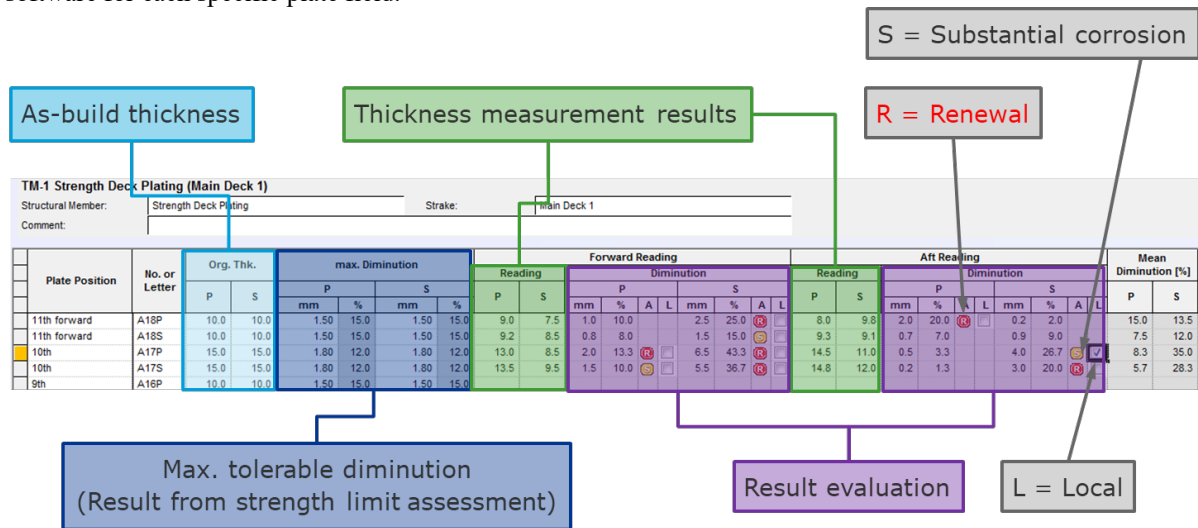 S = Substantial corrosion
As-build thickness
Thickness measurement results
R = Renewal
TM-1 Strength Deck Plating (Main Deck 1)
Structural Member: Strength Deck Plating Strake: Main Deck 1
Comment:
Plate Position No. or Letter Org. Thk. max. Diminution Forward Reading Aft Reading Mean Diminution [%]
Reading Diminution Reading Diminution
P S P S P S P S P S P S P S
mm % mm % mm % A L mm % A L mm % A L mm % A L
11th forward A18P 10.0 10.0 1.50 15.0 1.50 15.0 9.0 7.5 1.0 10.0 2.5 25.0 R 8.0 9.8 2.0 20.0 R 0.2 2.0 15.0 13.5
11th forward A18S 10.0 10.0 1.50 15.0 1.50 15.0 9.2 8.5 0.8 8.0 1.5 15.0 S 9.3 9.1 0.7 7.0 0.9 9.0 7.5 12.0
10th A17P 15.0 15.0 1.80 12.0 1.80 12.0 13.0 8.5 2.0 13.3 R 6.5 43.3 R 14.5 11.0 0.5 3.3 4.0 26.7 S ✓ 8.3 35.0
10th A17S 15.0 15.0 1.80 12.0 1.80 12.0 13.5 9.5 1.5 10.0 S 5.5 36.7 R 14.8 12.0 0.2 1.3 3.0 20.0 R 5.7 28.3
9th A16P 10.0 10.0 1.50 15.0 1.50 15.0
Max. tolerable diminution
(Result from strength limit assessment)
Result evaluation
L = Local